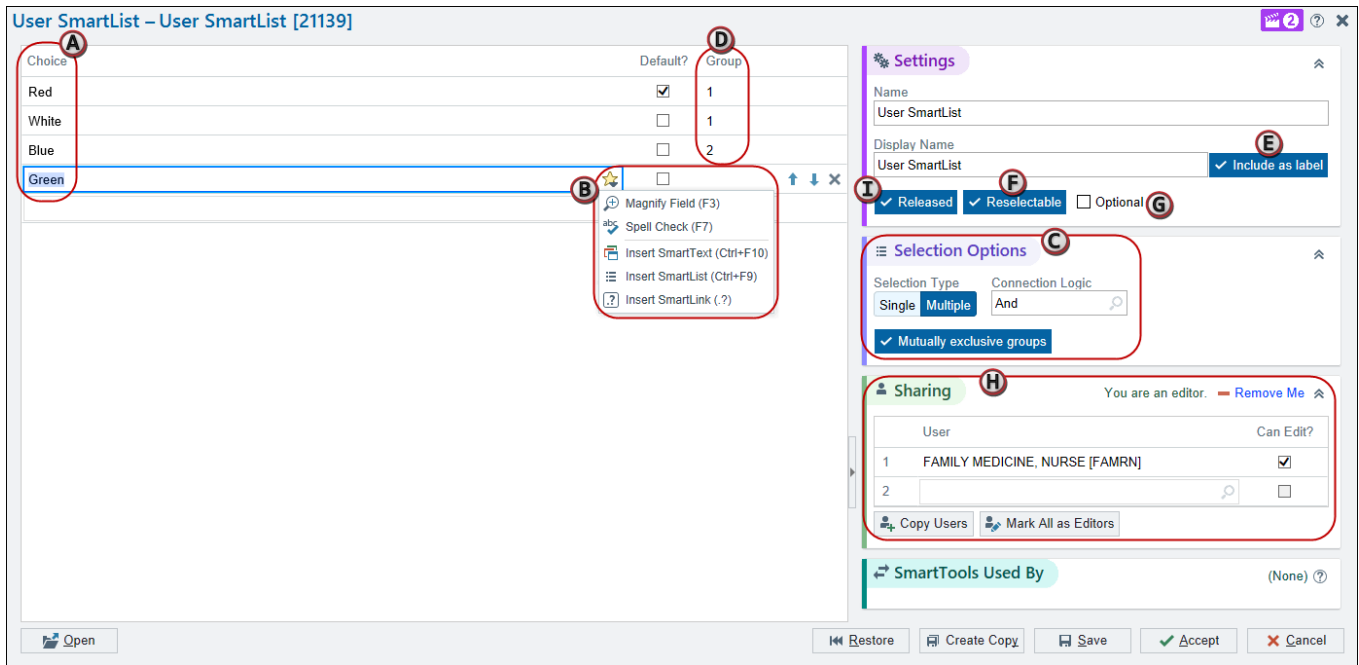 User SmartList – User SmartList [21139]
2
A
D
Choice
Default?
Group
Red
1
White
1
Blue
2
Green
B
Magnify Field (F3)
abc
Spell Check (F7)
Insert SmartText (Ctrl+F10)
Insert SmartList (Ctrl+F9)
.?
Insert SmartLink (.?)
Settings
Name
User SmartList
Display Name
E
User SmartList
Include as label
I
F
Released
Reselectable
Optional
G
Selection Options
C
Selection Type
Connection Logic
Single
Multiple
And
Mutually exclusive groups
Sharing
H
You are an editor.
Remove Me
User
Can Edit?
1
FAMILY MEDICINE, NURSE [FAMRN]
2
Copy Users
Mark All as Editors
SmartTools Used By
(None)
?
Open
Restore
Create Copy
Save
Accept
Cancel